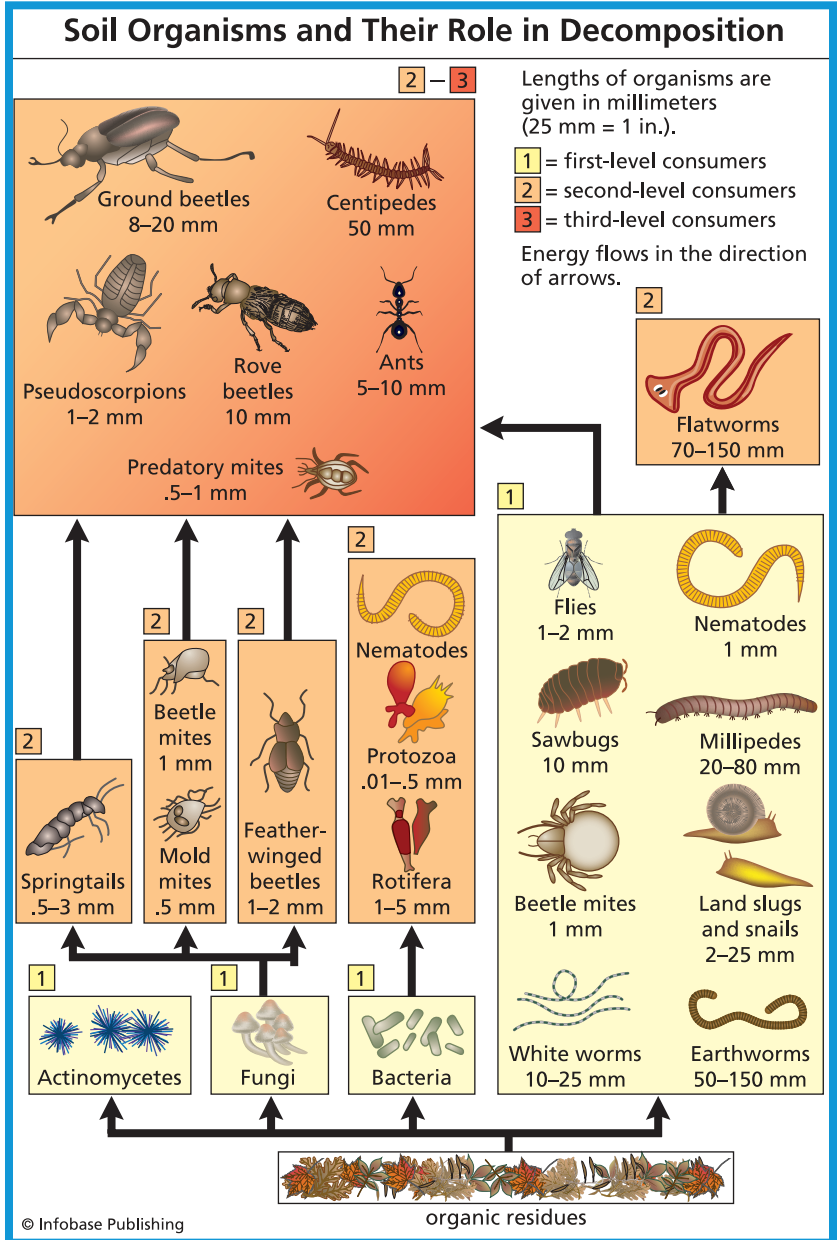 Soil Organisms and Their Role in Decomposition
2 – 3
Lengths of organisms are
given in millimeters
(25 mm = 1 in.).
1 = first-level consumers
2 = second-level consumers
3 = third-level consumers
Energy flows in the direction
of arrows.
Ground beetles
8–20 mm
Centipedes
50 mm
Pseudoscorpions
1–2 mm
Rove
beetles
10 mm
Ants
5–10 mm
Predatory mites
.5–1 mm
2
Flatworms
70–150 mm
1
Flies
1–2 mm
Nematodes
1 mm
Sawbugs
10 mm
Millipedes
20–80 mm
Beetle mites
1 mm
Land slugs
and snails
2–25 mm
White worms
10–25 mm
Earthworms
50–150 mm
2
Springtails
.5–3 mm
2
Beetle
mites
1 mm
Mold
mites
.5 mm
2
Feather-
winged
beetles
1–2 mm
2
Nematodes
Protozoa
.01–.5 mm
Rotifera
1–5 mm
1
Actinomycetes
1
Fungi
1
Bacteria
organic residues
© Infobase Publishing